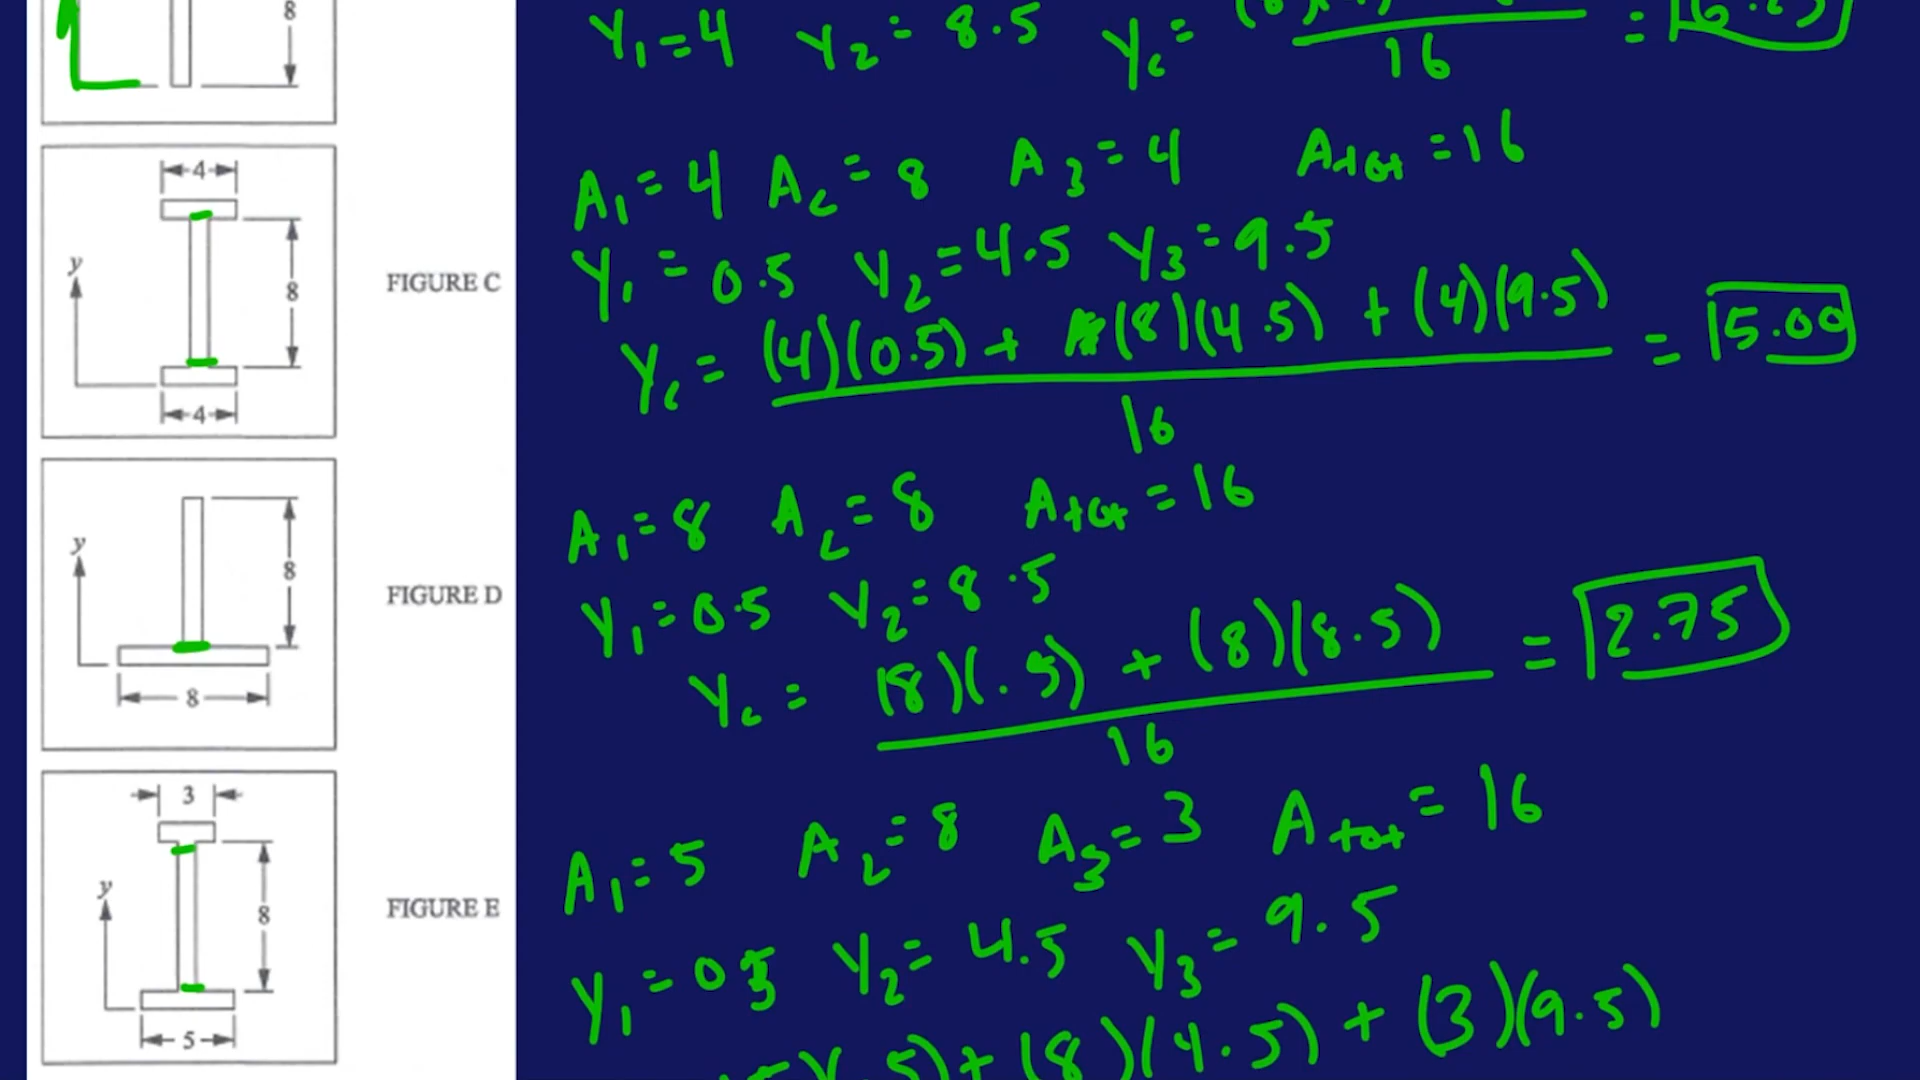 8
Y₁=4 Y₂=8.5 Yc=
16
=
4
y
8
4
FIGURE C
A₁=4 A₂=8 A₃=4 Atot=16
Y₁=0.5 Y₂=4.5 Y₃=9.5
Yc= (4)(0.5)+ (8)(4.5) + (4)(9.5) = 5.00
16
y
8
8
FIGURE D
A₁=8 A₂=8 Atot=16
Y₁=0.5 Y₂=8.5
Yc= (8)(.5) + (8)(8.5) = 2.75
16
3
y
8
5
FIGURE E
A₁=5 A₂=8 A₃=3 Atot=16
Y₁=0.5 Y₂=4.5 Y₃=9.5
.5)+(8)(4.5)+(3)(9.5)